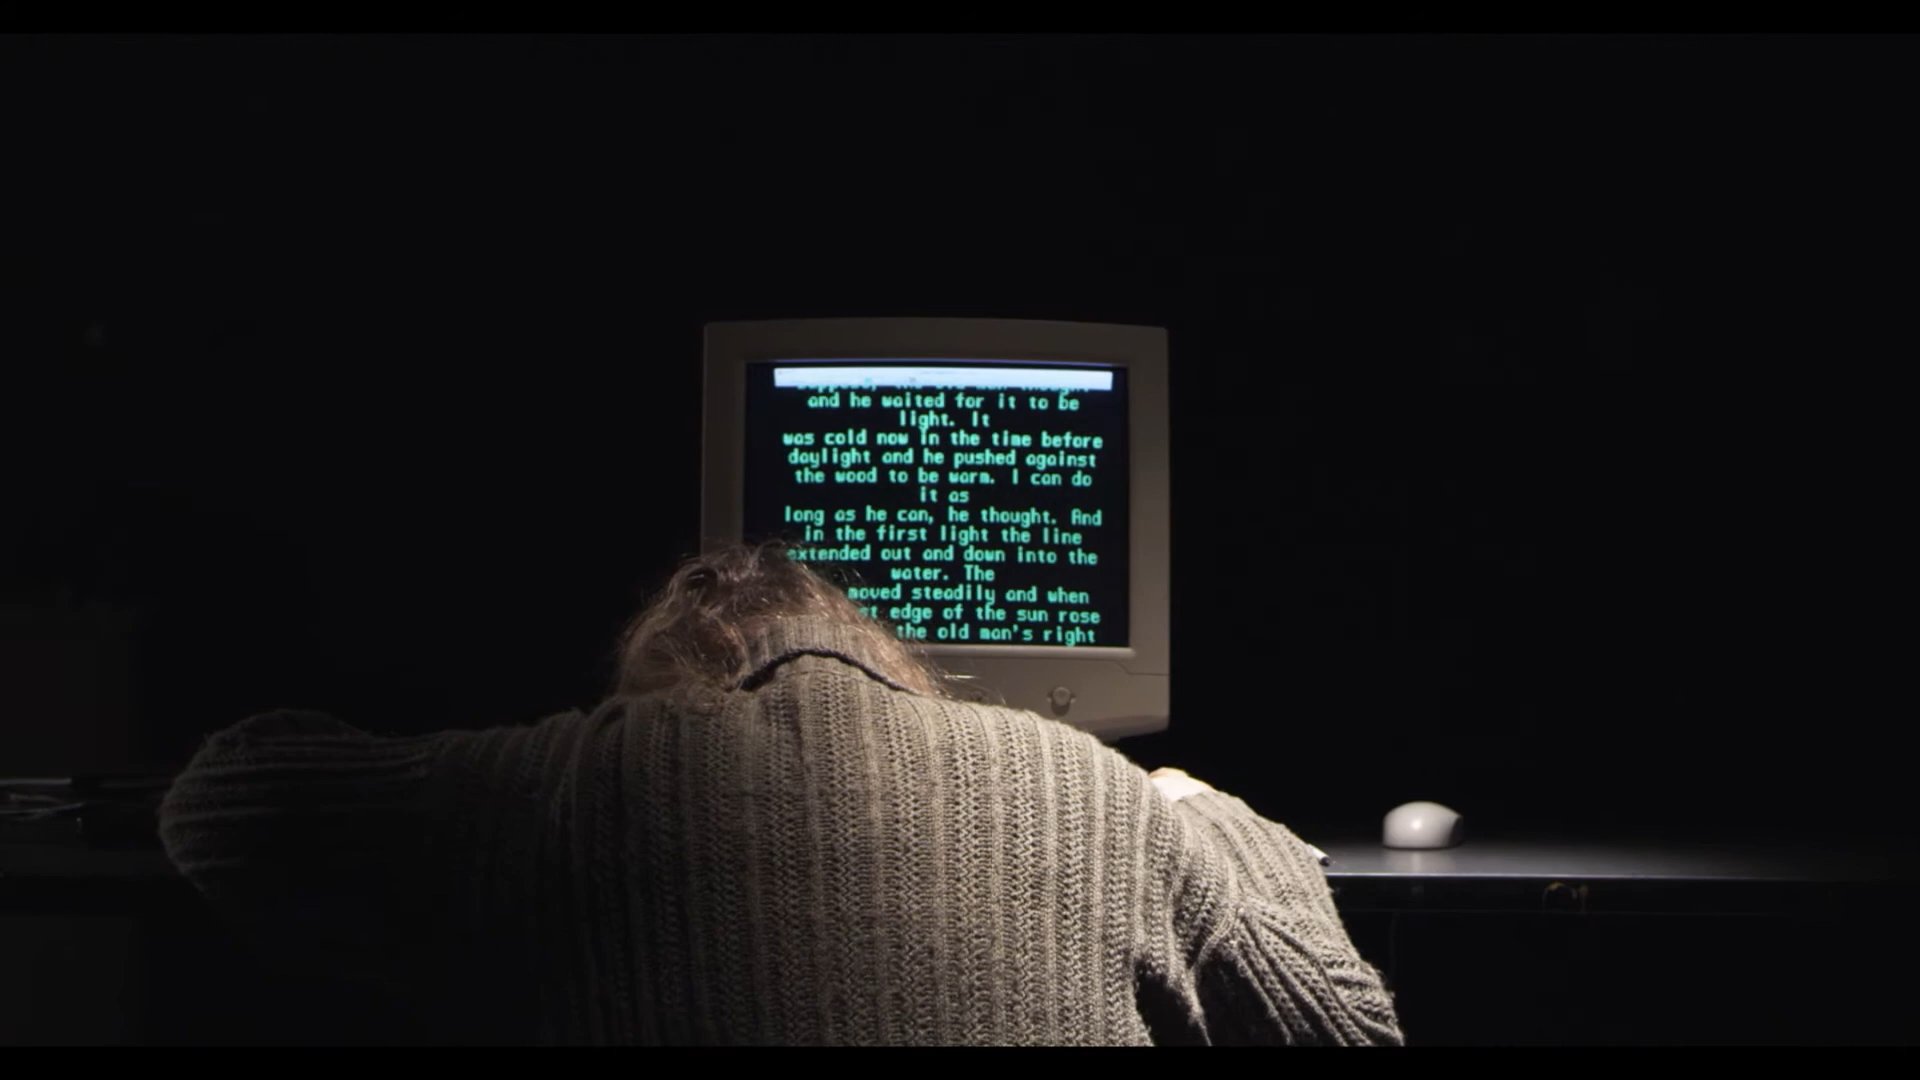 and he waited for it to be
light. It
was cold now in the time before
daylight and he pushed against
the wood to be warm. I can do
it as
long as he can, he thought. And
in the first light the line
extended out and down into the
water. The
moved steadily and when
edge of the sun rose
the old man's right